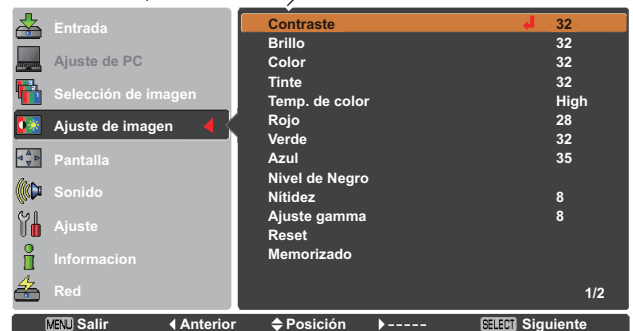 Entrada
Ajuste de PC
Selección de imagen
Ajuste de imagen
Pantalla
Sonido
Ajuste
Informacion
Red
Contraste 32
Brillo 32
Color 32
Tinte 32
Temp. de color High
Rojo 28
Verde 32
Azul 35
Nivel de Negro
Nitidez 8
Ajuste gamma 8
Reset
Memorizado
1/2
MENU Salir Anterior Posición ----- SELECT Siguiente